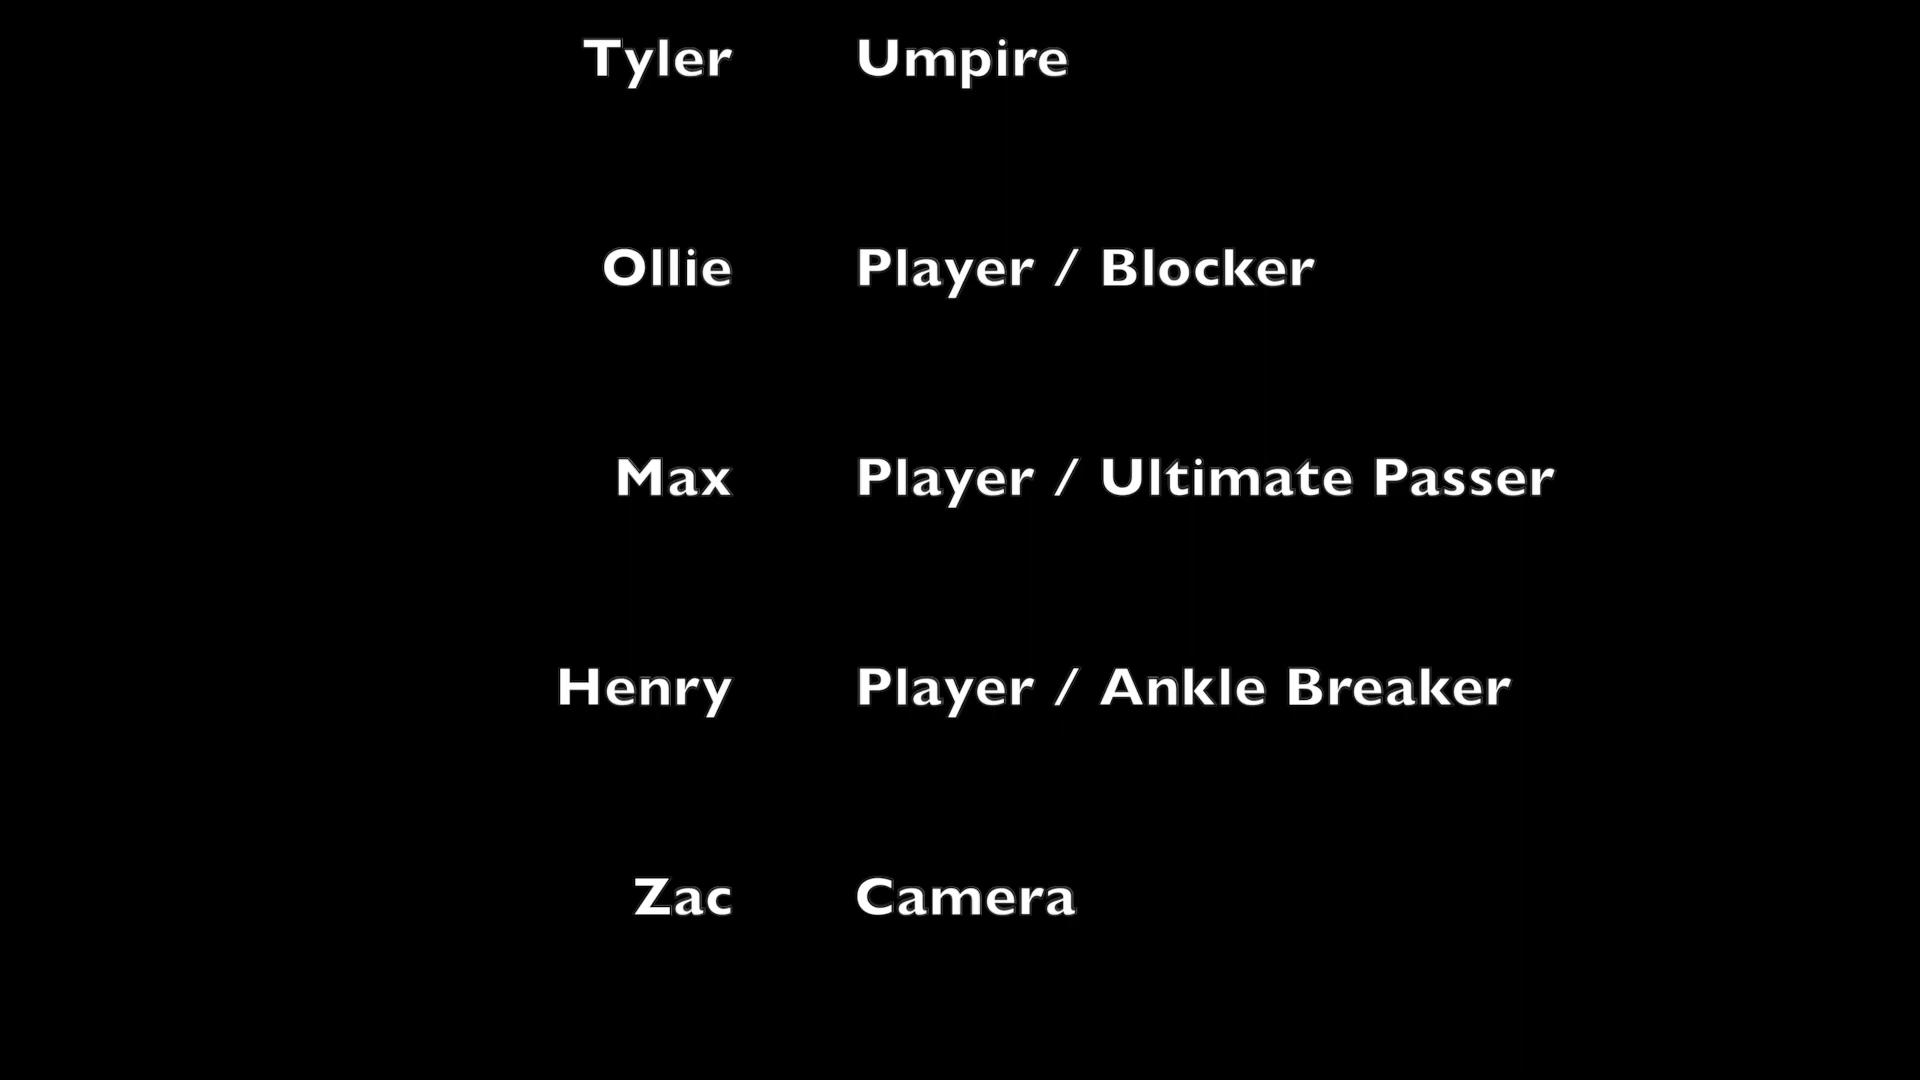 Tyler Umpire
Ollie Player / Blocker
Max Player / Ultimate Passer
Henry Player / Ankle Breaker
Zac Camera